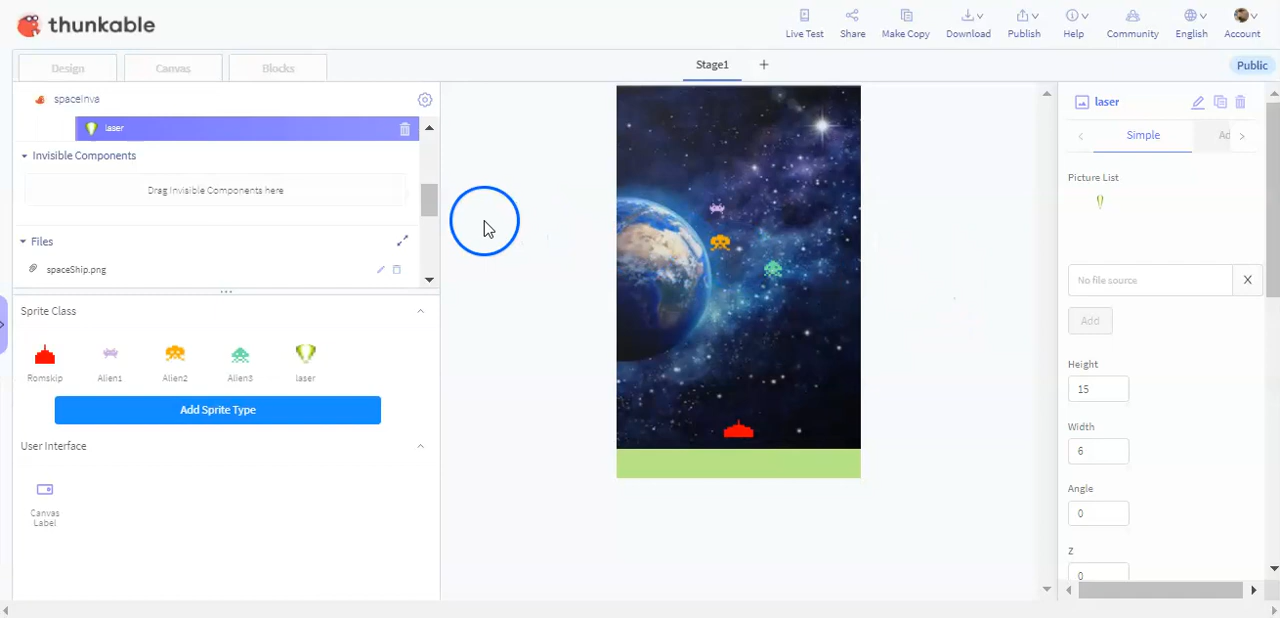 thunkable
Live Test
Share
Make Copy
Download
Publish
Help
Community
English
Account
Design
Canvas
Blocks
Stage1
+
Public
spaceInva
laser
Invisible Components
Drag Invisible Components here
Files
spaceShip.png
Sprite Class
Romskip
Alien1
Alien2
Alien3
laser
Add Sprite Type
User Interface
Canvas
Label
laser
Simple
Ad
Picture List
No file source
X
Add
Height
15
Width
6
Angle
0
Z
0